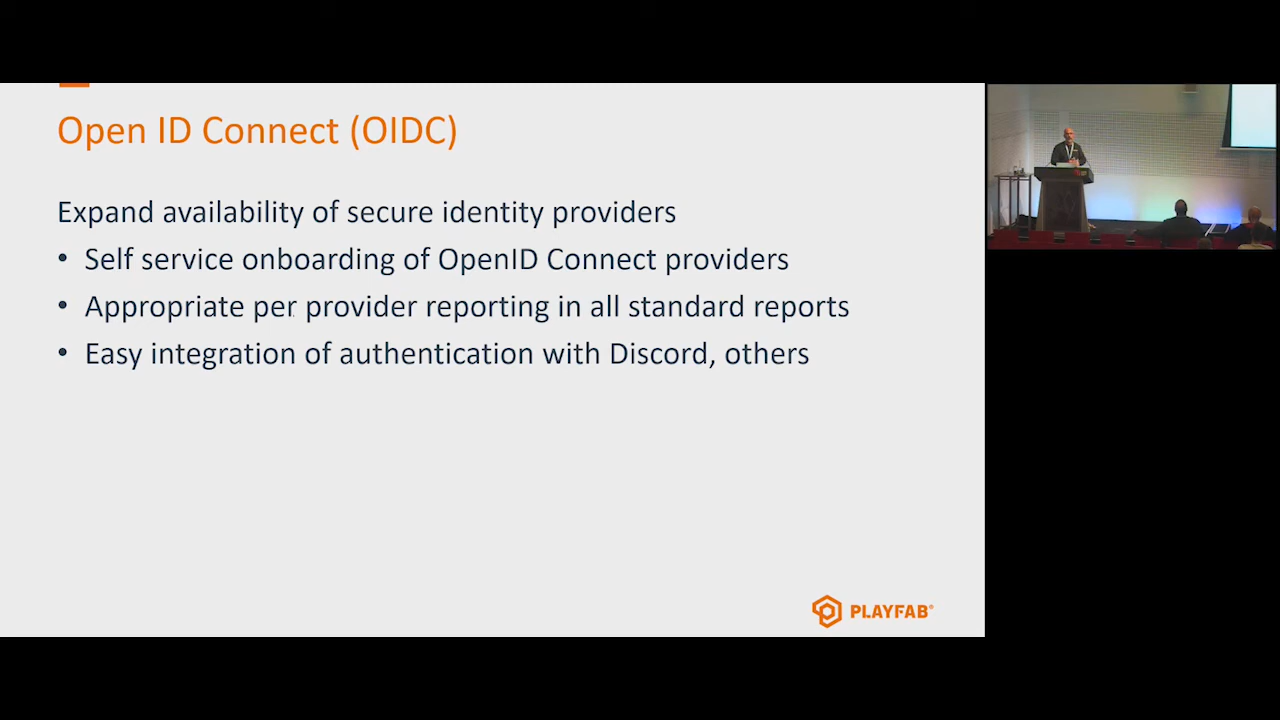 Open ID Connect (OIDC)
Expand availability of secure identity providers
• Self service onboarding of OpenID Connect providers
• Appropriate per provider reporting in all standard reports
• Easy integration of authentication with Discord, others
PLAYFAB®